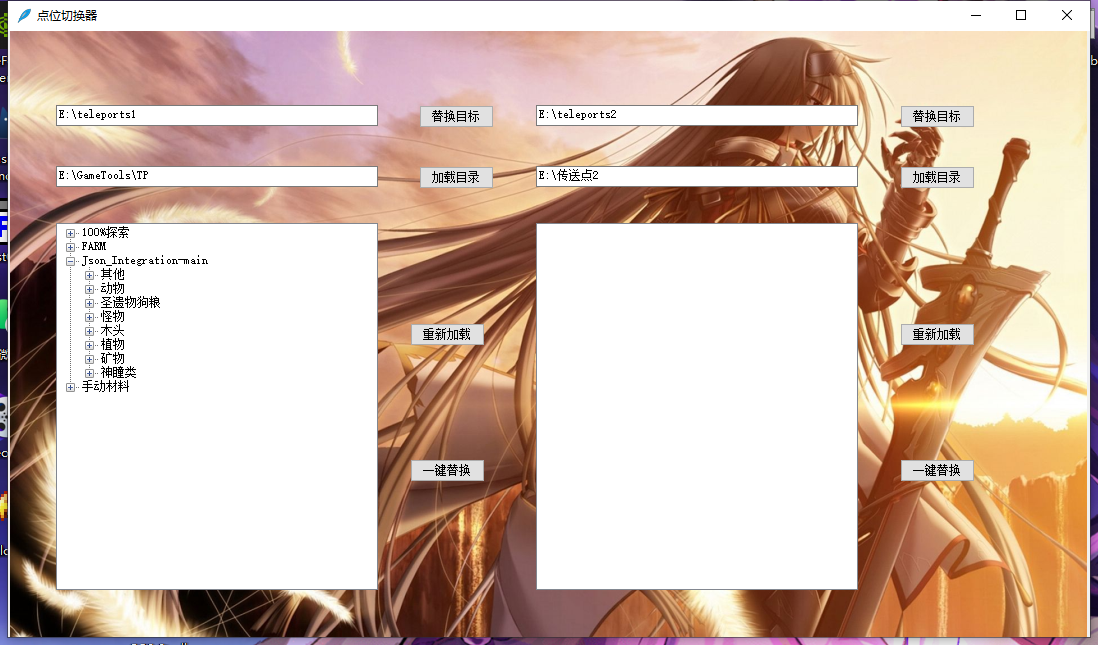 点位切换器
E:\teleports1
替换目标
E:\teleports2
替换目标
E:\GameTools\TP
加载目录
E:\传送点2
加载目录
100%探索
FARM
Json_Integration-main
其他
动物
圣遗物狗粮
怪物
木头
植物
矿物
神瞳类
手动材料
重新加载
重新加载
一键替换
一键替换